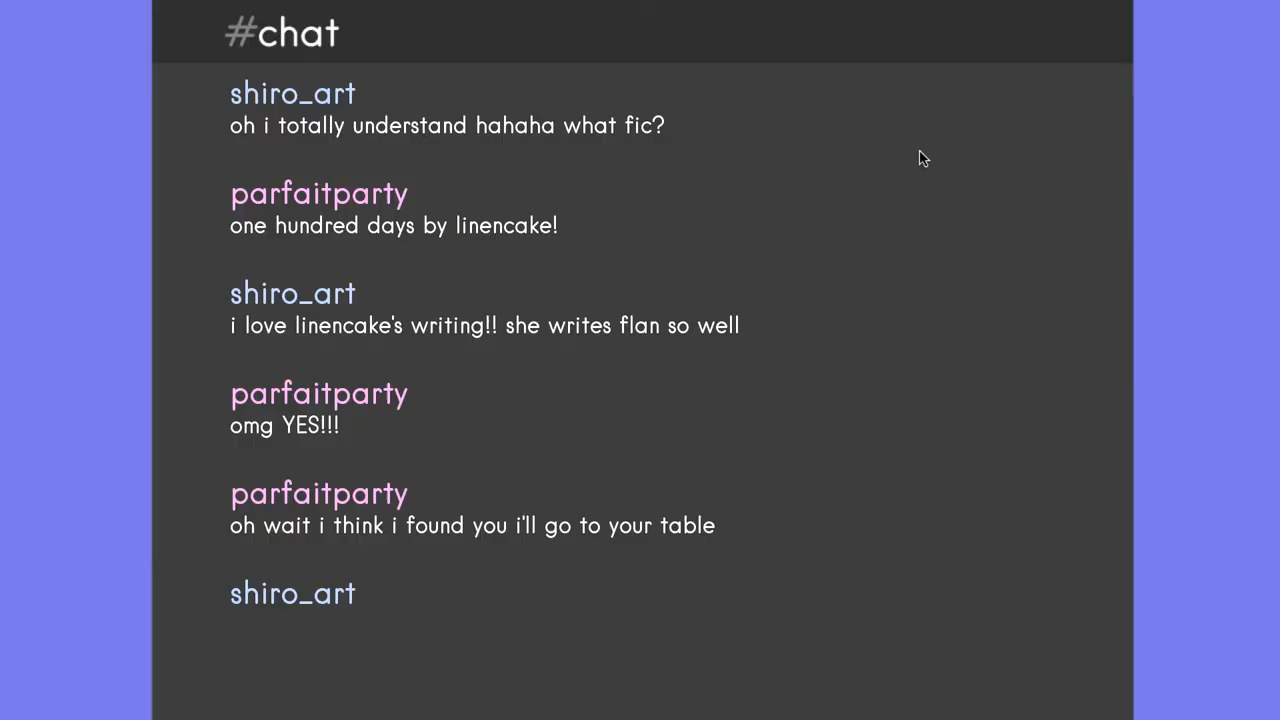 #chat
shiro_art
oh i totally understand hahaha what fic?
parfaitparty
one hundred days by linencake!
shiro_art
i love linencake's writing!! she writes flan so well
parfaitparty
omg YES!!!
parfaitparty
oh wait i think i found you i'll go to your table
shiro_art